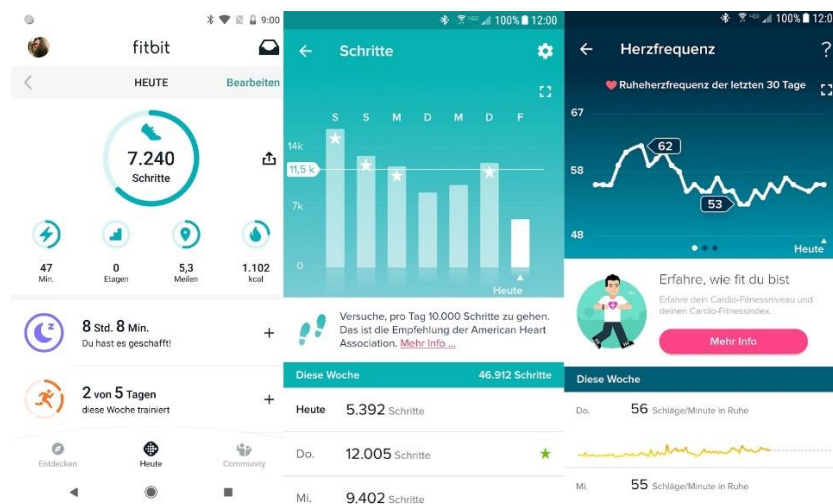 9:00
fitbit
HEUTE
Bearbeiten
7.240
Schritte
47
Min.
0
Etagen
5,3
Meilen
1.102
kcal
8 Std. 8 Min.
Du hast es geschafft!
2 von 5 Tagen
diese Woche trainiert
Entdecken
Heute
Community
100% 12:00
Schritte
S S M D M D F
14k
11,5 k
7k
0
Heute
Versuche, pro Tag 10.000 Schritte zu gehen.
Das ist die Empfehlung der American Heart
Association. Mehr Info ...
Diese Woche 46.912 Schritte
Heute 5.392 Schritte
Do. 12.005 Schritte
Mi. 9.402 Schritte
100% 12:0
Herzfrequenz ?
Ruheherzfrequenz der letzten 30 Tage
67
62
58
53
48
Heute
Erfahre, wie fit du bist
Erfahre dein Cardio-Fitnessniveau und
deinen Cardio-Fitnessindex.
Mehr Info
Diese Woche
Do. 56 Schläge/Minute in Ruhe
Mi. 55 Schläge/Minute in Ruhe